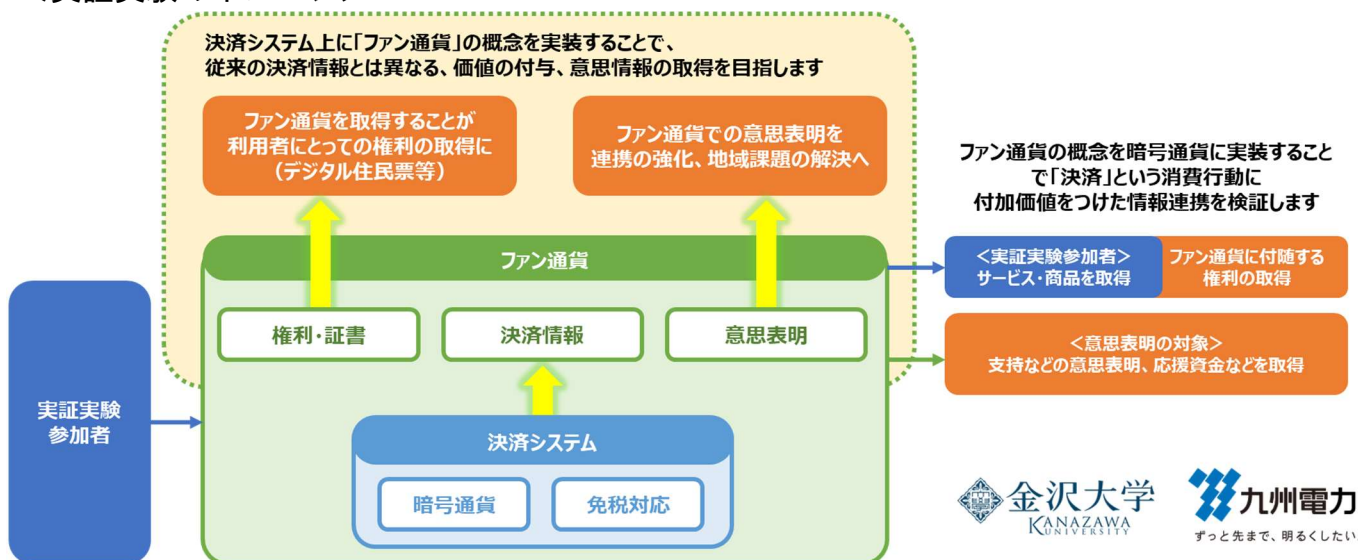 決済システム上に「ファン通貨」の概念を実装することで、
従来の決済情報とは異なる、価値の付与、意思情報の取得を目指します
ファン通貨を取得することが
利用者にとっての権利の取得に
(デジタル住民票等)
ファン通貨での意思表明を
連携の強化、地域課題の解決へ
ファン通貨の概念を暗号通貨に実装すること
で「決済」という消費行動に
付加価値をつけた情報連携を検証します
ファン通貨
<実証実験参加者>
サービス・商品を取得
ファン通貨に付随する
権利の取得
権利・証書
決済情報
意思表明
<意思表明の対象>
支持などの意思表明、応援資金などを取得
実証実験
参加者
決済システム
暗号通貨
免税対応
金沢大学
KANAZAWA
UNIVERSITY
九州電力
ずっと先まで、明るくしたい